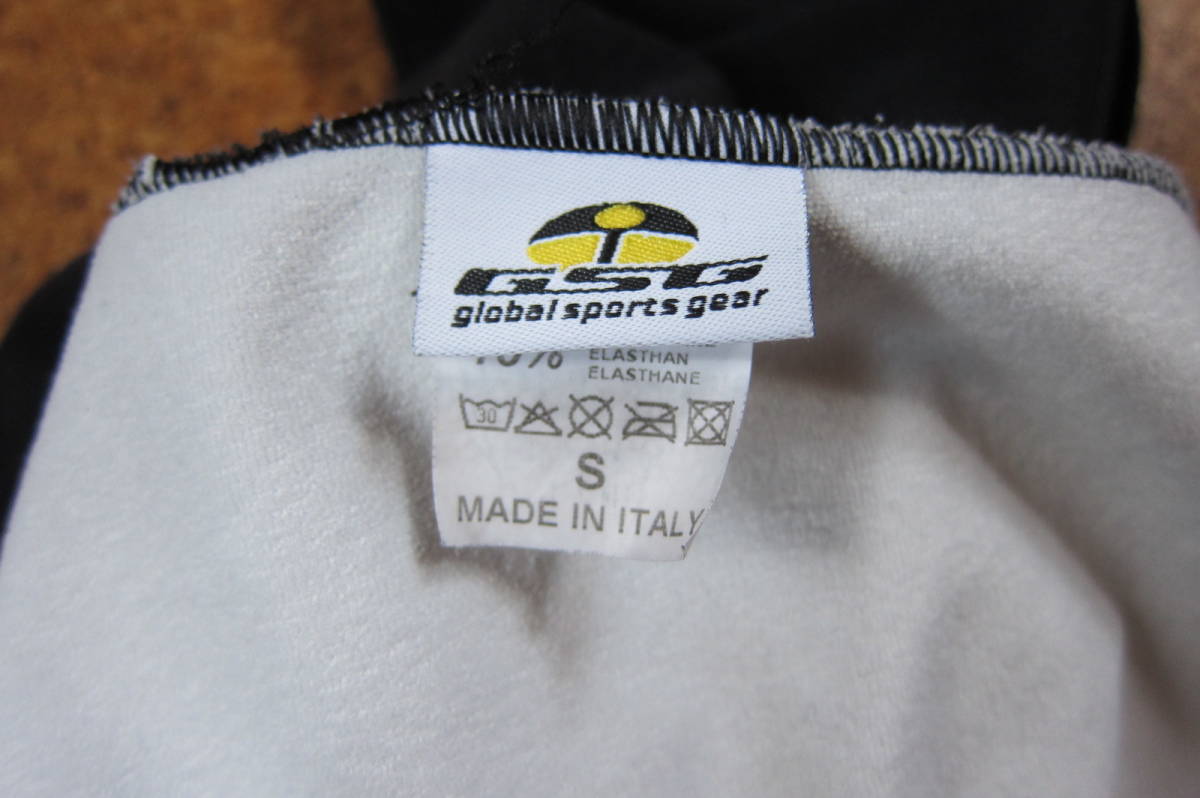 GSG
global sports gear
ELASTHAN
ELASTHANE
30
S
MADE IN ITALY